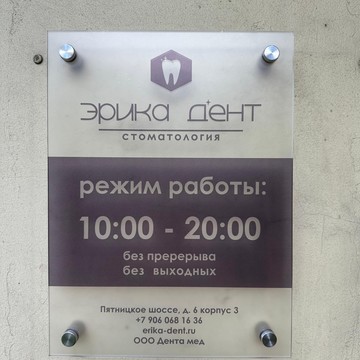 ЭРИКА ДЕНТ
СТОМАТОЛОГИЯ
режим работы:
10:00 - 20:00
без пререрыва
без выходных
Пятницкое шоссе, д. 6 корпус 3
+7 906 068 16 36
erika-dent.ru
ООО Дента мед